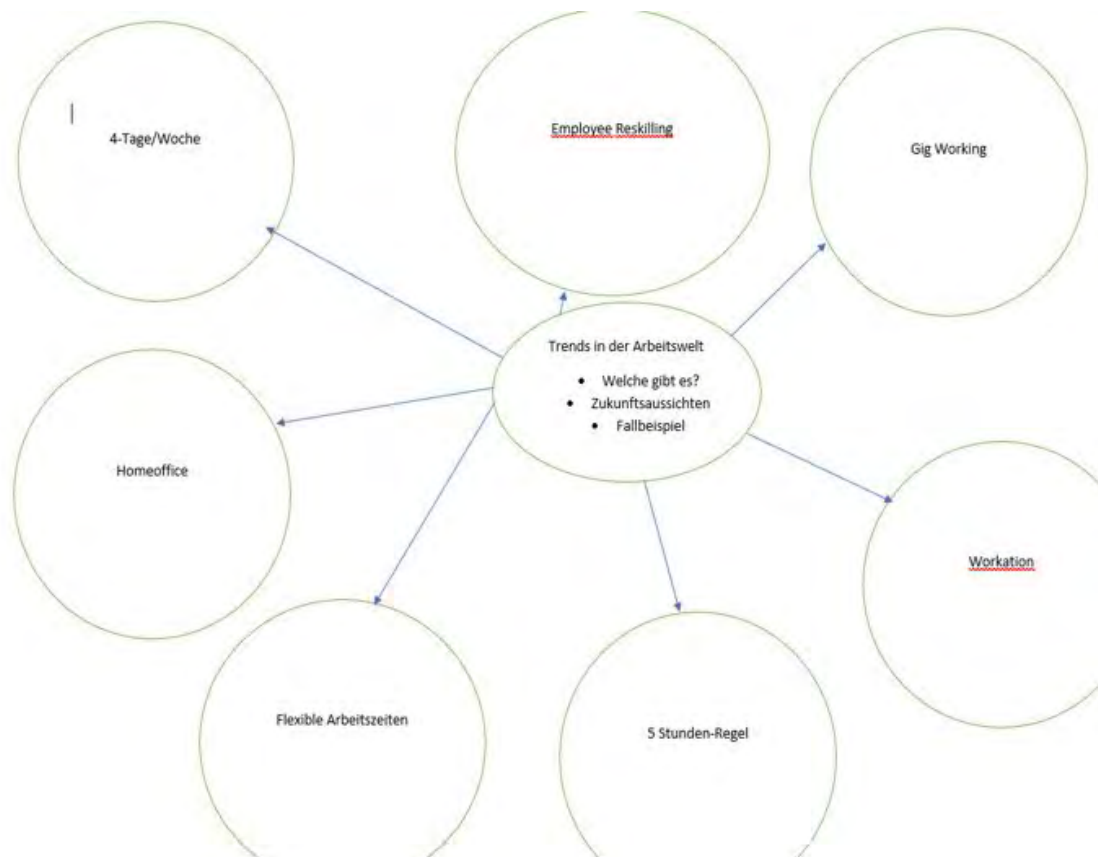 4-Tage/Woche
Employee Reskilling
Gig Working
Trends in der Arbeitswelt
• Welche gibt es?
• Zukunftsaussichten
• Fallbeispiel
Homeoffice
Workation
Flexible Arbeitszeiten
5 Stunden-Regel